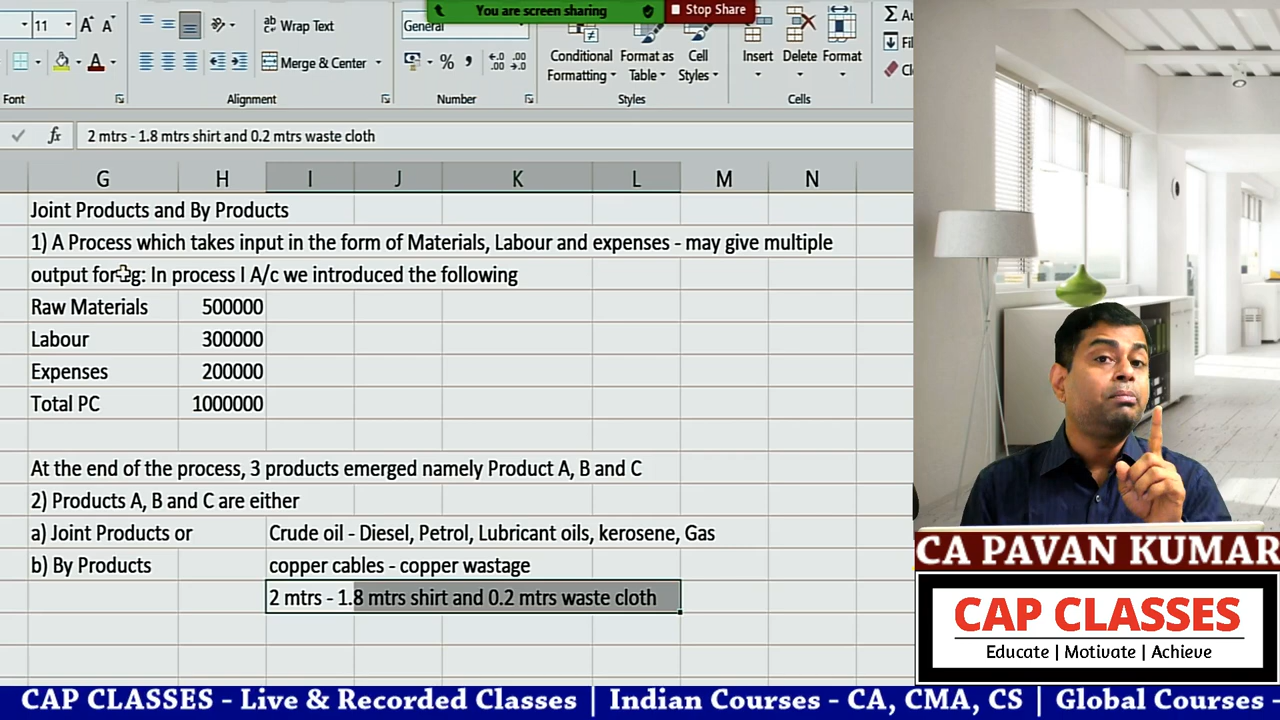 You are screen sharing
Stop Share
11
A A
ab Wrap Text
General
Σ Au
Merge & Center
% ,
Conditional Formatting
Format as Table
Cell Styles
Insert
Delete
Format
Font
Alignment
Number
Styles
Cells
fx 2 mtrs - 1.8 mtrs shirt and 0.2 mtrs waste cloth
G H I J K L M N
Joint Products and By Products
1) A Process which takes input in the form of Materials, Labour and expenses - may give multiple
output for eg: In process I A/c we introduced the following
Raw Materials 500000
Labour 300000
Expenses 200000
Total PC 1000000
At the end of the process, 3 products emerged namely Product A, B and C
2) Products A, B and C are either
a) Joint Products or Crude oil - Diesel, Petrol, Lubricant oils, kerosene, Gas
b) By Products copper cables - copper wastage
2 mtrs - 1.8 mtrs shirt and 0.2 mtrs waste cloth
CA PAVAN KUMAR
CAP CLASSES
Educate | Motivate | Achieve
CAP CLASSES - Live & Recorded Classes | Indian Courses - CA, CMA, CS | Global Courses -